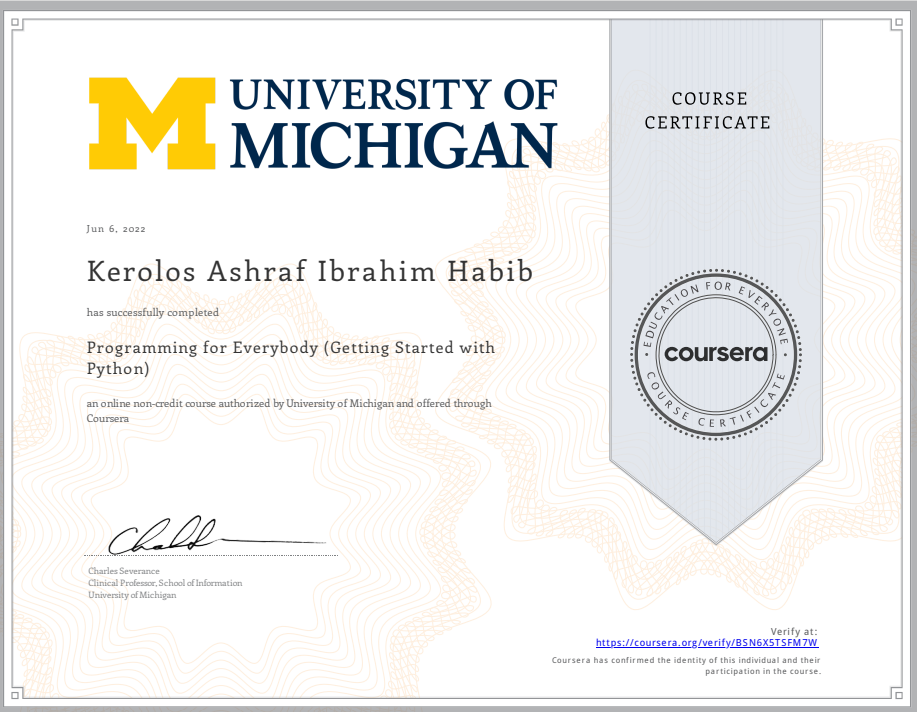 UNIVERSITY OF
MICHIGAN
COURSE
CERTIFICATE
Jun 6, 2022
Kerolos Ashraf Ibrahim Habib
has successfully completed
Programming for Everybody (Getting Started with
Python)
an online non-credit course authorized by University of Michigan and offered through
Coursera
EDUCATION FOR EVERYONE
coursera
COURSE CERTIFICATE
Charles Severance
Clinical Professor, School of Information
University of Michigan
Verify at:
https://coursera.org/verify/BSN6X5TSFM7W
Coursera has confirmed the identity of this individual and their
participation in the course.